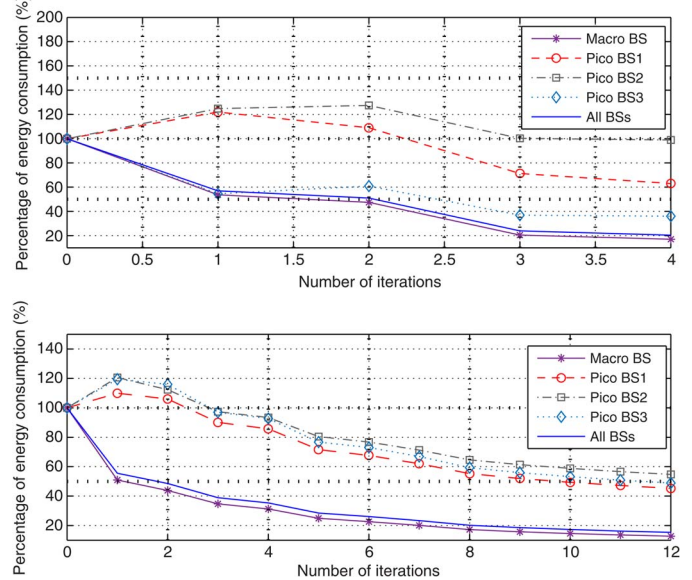 Percentage of energy consumption (%)
200
180
160
140
120
100
80
60
40
20
Macro BS
Pico BS1
Pico BS2
Pico BS3
All BSs
0 0.5 1 1.5 2 2.5 3 3.5 4
Number of iterations
Percentage of energy consumption (%)
140
120
100
80
60
40
20
Macro BS
Pico BS1
Pico BS2
Pico BS3
All BSs
0 2 4 6 8 10 12
Number of iterations